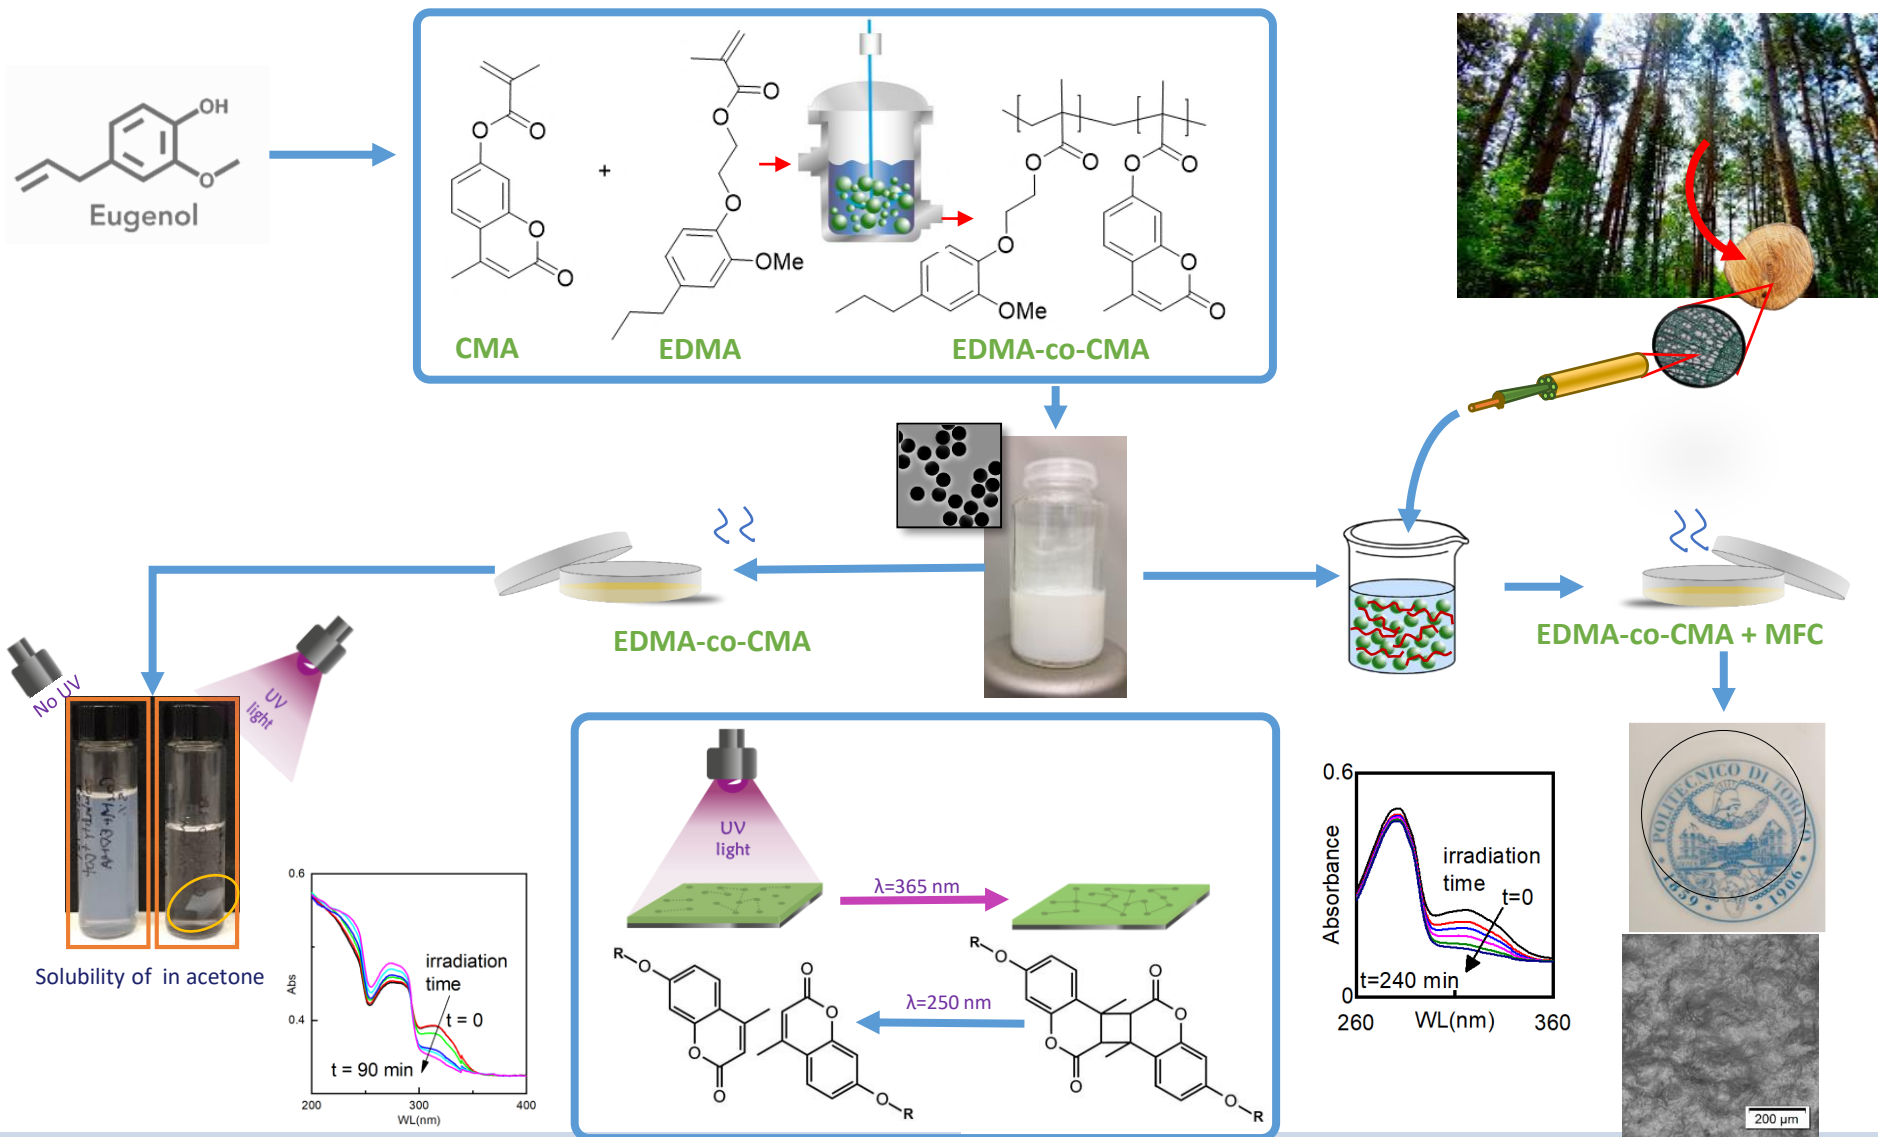 OH
O
Eugenol
O
O
O
O
CMA
+
O
O
O
OMe
EDMA
O
O
O
O
O
OMe
O
O
EDMA-co-CMA
EDMA-co-CMA
EDMA-co-CMA + MFC
No UV
UV
light
Solubility of  in acetone
0.6
0.4
Abs
irradiation
time
t = 0
t = 90 min
200
300
400
WL(nm)
UV
light
λ=365 nm
λ=250 nm
R
O
O
O
O
O
O
R
R
O
O
O
O
O
O
R
0.6
Absorbance
irradiation
time
t=0
t=240 min
0
260
WL(nm)
360
POLITECNICO DI TORINO
1859
1906
200 µm